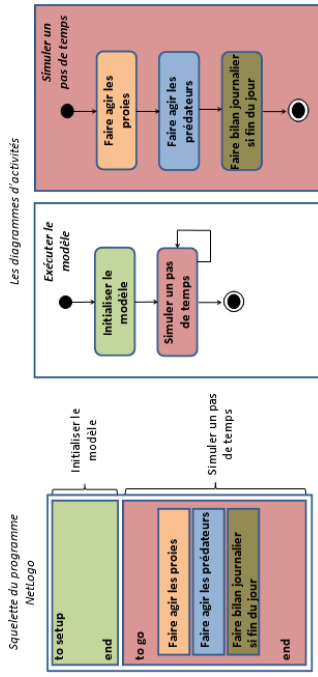 Squelette du programme
NetLogo
to setup
end
to go
Faire agir les proies
Faire agir les prédateurs
Faire bilan journalier
si fin du jour
end
Initialiser le
modèle
Simuler un pas
de temps
Les diagrammes d'activités
Exécuter le
modèle
Initialiser le
modèle
Simuler un pas
de temps
Simuler un
pas de temps
Faire agir les
proies
Faire agir les
prédateurs
Faire bilan journalier
si fin du jour